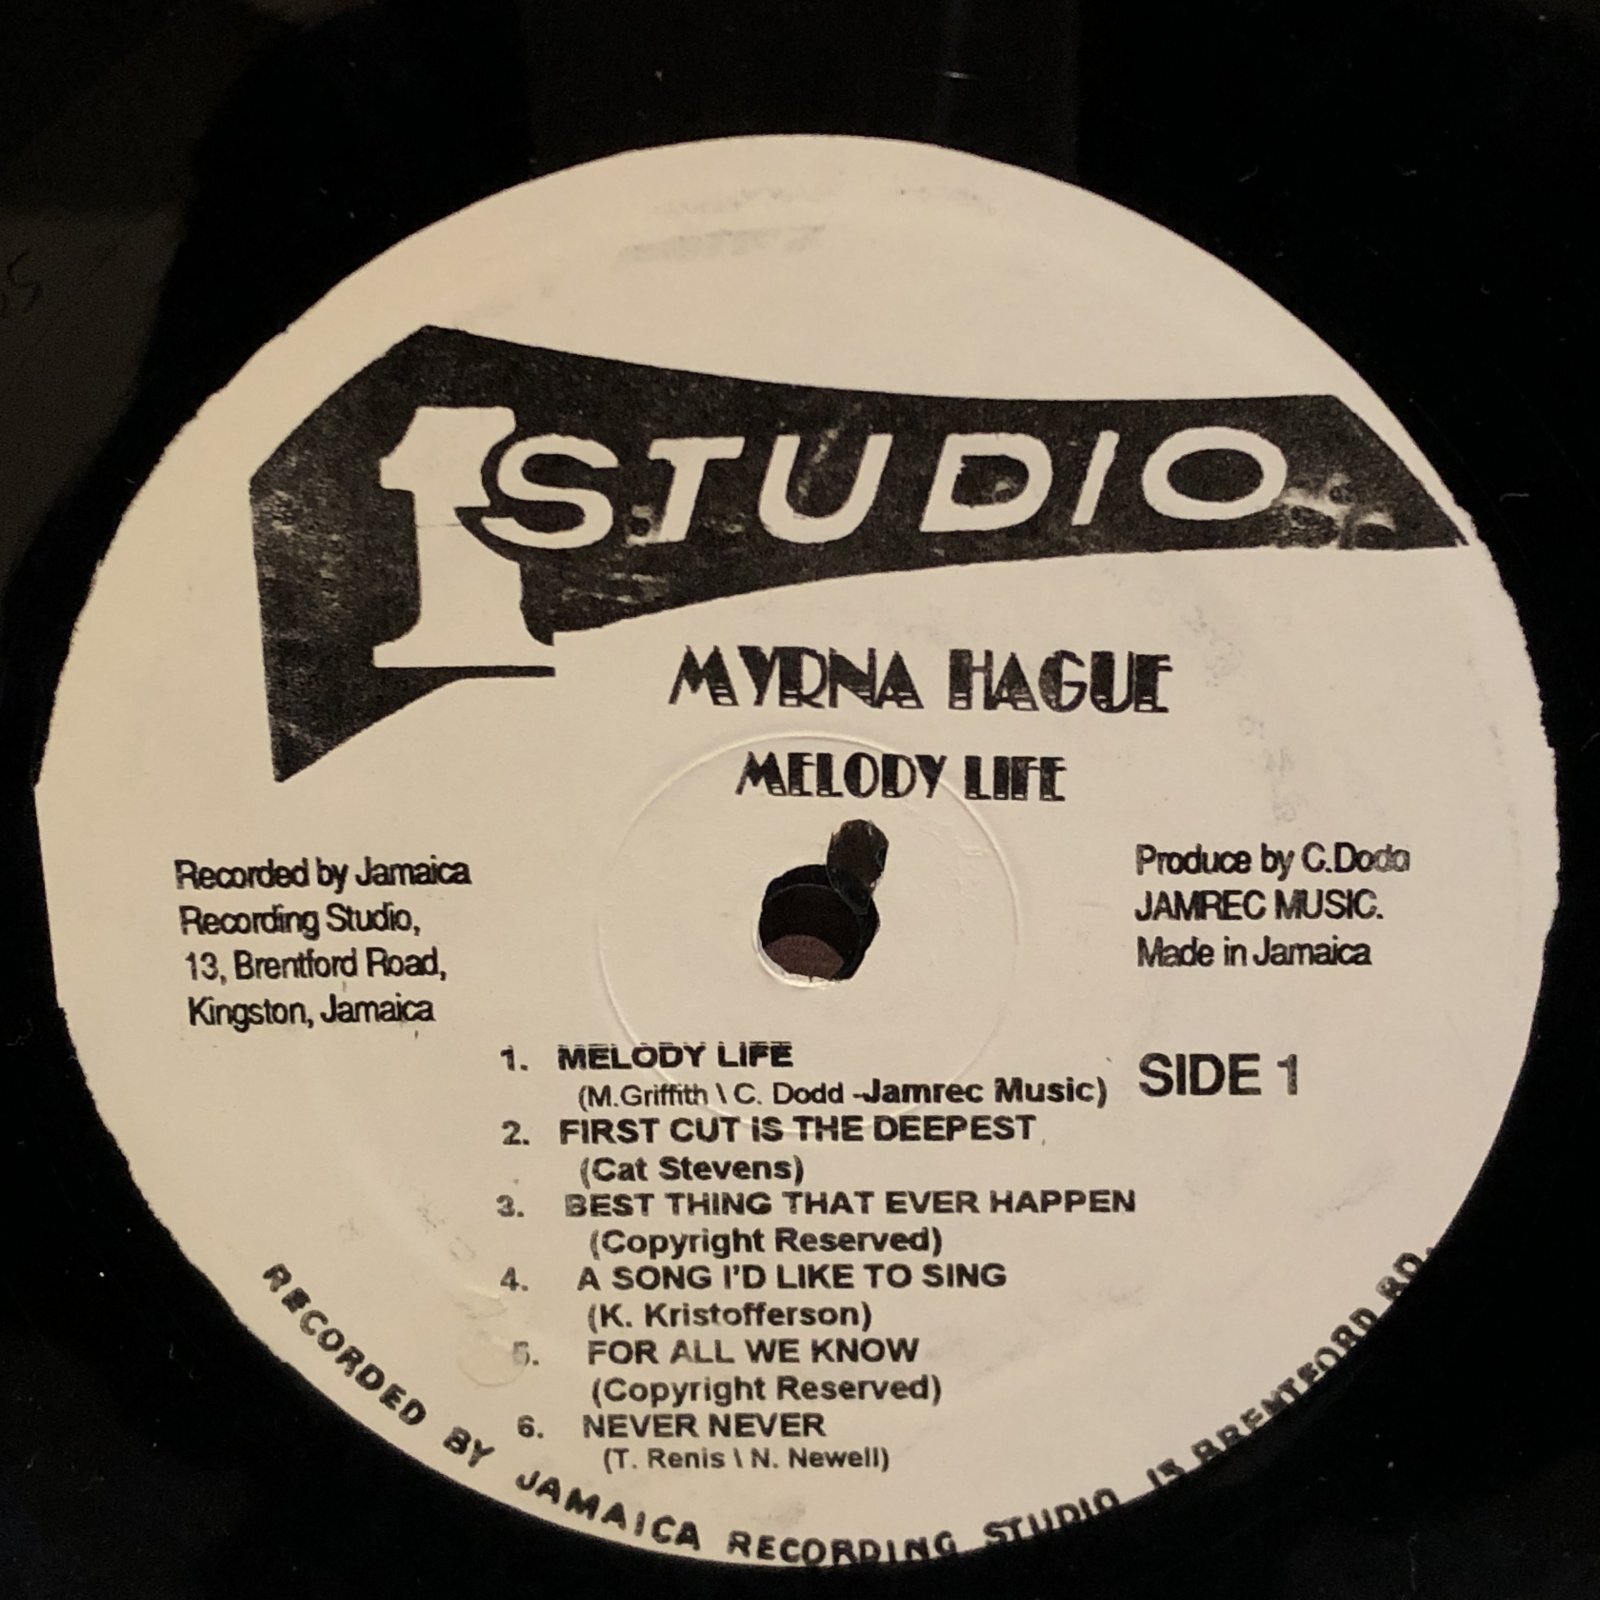 1 STUDIO
MYRNA HAGUE
MELODY LIFE
Recorded by Jamaica
Recording Studio,
13, Brentford Road,
Kingston, Jamaica
Produce by C.Dodd
JAMREC MUSIC.
Made in Jamaica
SIDE 1
1. MELODY LIFE
(M.Griffith \ C. Dodd -Jamrec Music)
2. FIRST CUT IS THE DEEPEST
(Cat Stevens)
3. BEST THING THAT EVER HAPPEN
(Copyright Reserved)
4. A SONG I'D LIKE TO SING
(K. Kristofferson)
5. FOR ALL WE KNOW
(Copyright Reserved)
6. NEVER NEVER
(T. Renis \ N. Newell)
RECORDED BY JAMAICA RECORDING STUDIO 13 BRENTFORD RD.